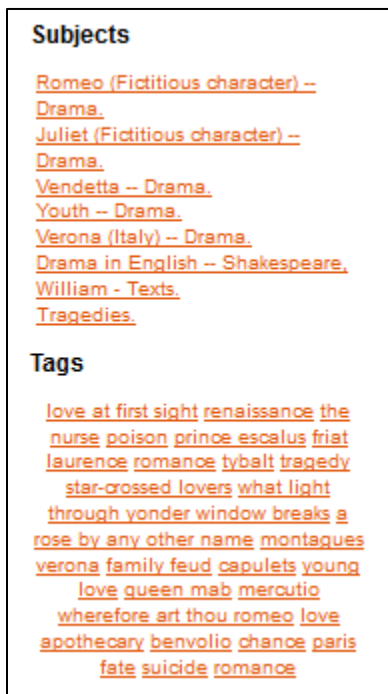 Subjects
Romeo (Fictitious character) --
Drama.
Juliet (Fictitious character) --
Drama.
Vendetta -- Drama.
Youth -- Drama.
Verona (Italy) -- Drama.
Drama in English -- Shakespeare,
William - Texts.
Tragedies.
Tags
love at first sight renaissance the
nurse poison prince escalus friat
laurence romance tybalt tragedy
star-crossed lovers what light
through yonder window breaks a
rose by any other name montagues
verona family feud capulets young
love queen mab mercutio
wherefore art thou romeo love
apothecary benvolio chance paris
fate suicide romance